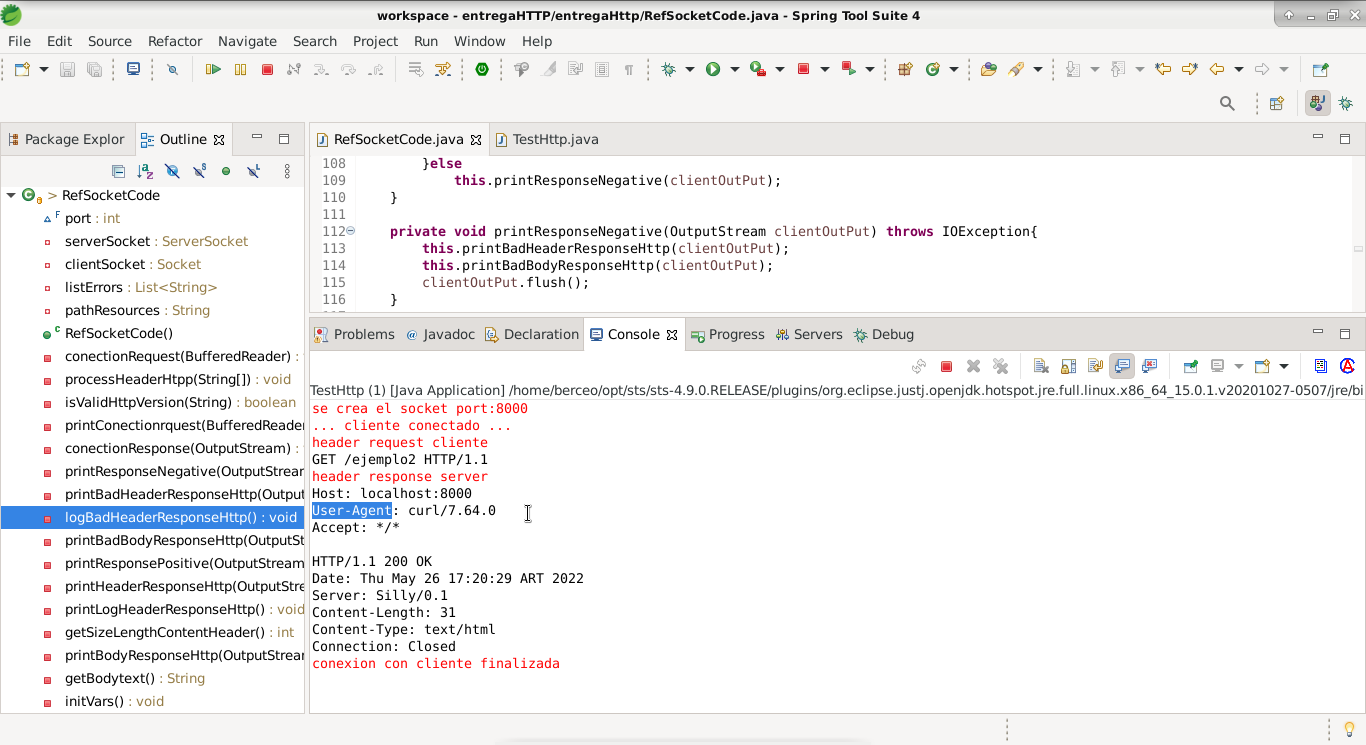 workspace - entregaHTTP/entregaHttp/RefSocketCode.java - Spring Tool Suite 4
File Edit Source Refactor Navigate Search Project Run Window Help
Package Explor Outline
> RefSocketCode
port : int
serverSocket : ServerSocket
clientSocket : Socket
listErrors : List<String>
pathResources : String
RefSocketCode()
conectionRequest(BufferedReader) :
processHeaderHtpp(String[]) : void
isValidHttpVersion(String) : boolean
printConectionrquest(BufferedReade
conectionResponse(OutputStream) :
printResponseNegative(OutputStrear
printBadHeaderResponseHttp(Output
logBadHeaderResponseHttp() : void
printBadBodyResponseHttp(OutputSt
printResponsePositive(OutputStream
printHeaderResponseHttp(OutputStre
printLogHeaderResponseHttp() : void
getSizeLengthContentHeader() : int
printBodyResponseHttp(OutputStrear
getBodytext() : String
initVars() : void
RefSocketCode.java TestHttp.java
108 }else
109 this.printResponseNegative(clientOutPut);
110 }
111
112 private void printResponseNegative(OutputStream clientOutPut) throws IOException{
113 this.printBadHeaderResponseHttp(clientOutPut);
114 this.printBadBodyResponseHttp(clientOutPut);
115 clientOutPut.flush();
116 }
Problems @ Javadoc Declaration Console Progress Servers Debug
TestHttp (1) [Java Application] /home/berceo/opt/sts/sts-4.9.0.RELEASE/plugins/org.eclipse.justj.openjdk.hotspot.jre.full.linux.x86_64_15.0.1.v20201027-0507/jre/bi
se crea el socket port:8000
... cliente conectado ...
header request cliente
GET /ejemplo2 HTTP/1.1
header response server
Host: localhost:8000
User-Agent: curl/7.64.0
Accept: */*
HTTP/1.1 200 OK
Date: Thu May 26 17:20:29 ART 2022
Server: Silly/0.1
Content-Length: 31
Content-Type: text/html
Connection: Closed
conexion con cliente finalizada